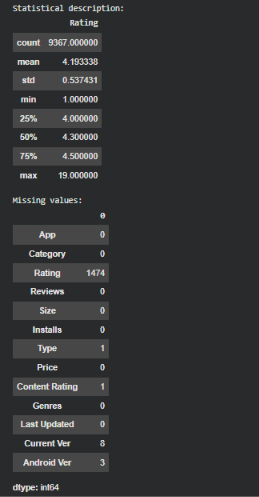 Statistical description:
Rating
count 9367.000000
mean 4.193338
std 0.537431
min 1.000000
25% 4.000000
50% 4.300000
75% 4.500000
max 19.000000
Missing values:
0
App 0
Category 0
Rating 1474
Reviews 0
Size 0
Installs 0
Type 1
Price 0
Content Rating 1
Genres 0
Last Updated 0
Current Ver 8
Android Ver 3
dtype: int64